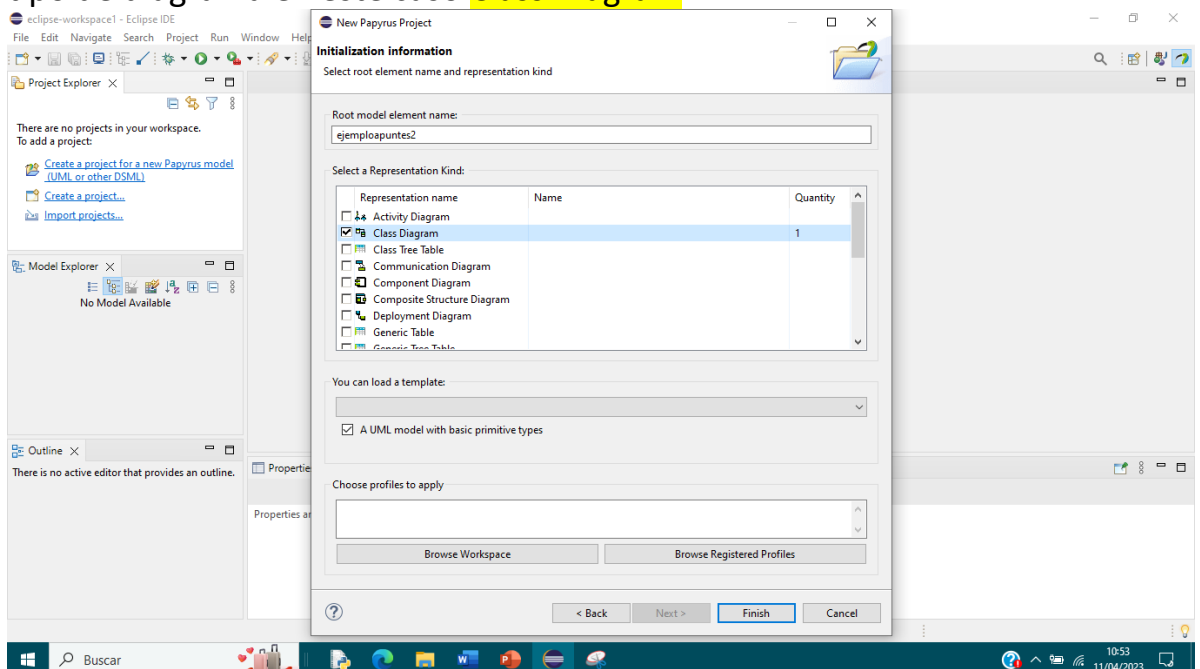 eclipse-workspace1 - Eclipse IDE
File Edit Navigate Search Project Run Window Help
Project Explorer
There are no projects in your workspace.
To add a project:
Create a project for a new Papyrus model
(UML or other DSML)
Create a project...
Import projects...
Model Explorer
No Model Available
Outline
There is no active editor that provides an outline.
Properties ar
New Papyrus Project
Initialization information
Select root element name and representation kind
Root model element name:
ejemploapuntes2
Select a Representation Kind:
Representation name Name Quantity
Activity Diagram
Class Diagram 1
Class Tree Table
Communication Diagram
Component Diagram
Composite Structure Diagram
Deployment Diagram
Generic Table
Generic Tree Table
You can load a template:
A UML model with basic primitive types
Choose profiles to apply
Browse Workspace Browse Registered Profiles
< Back Next > Finish Cancel
Buscar
10:53
11/04/2023